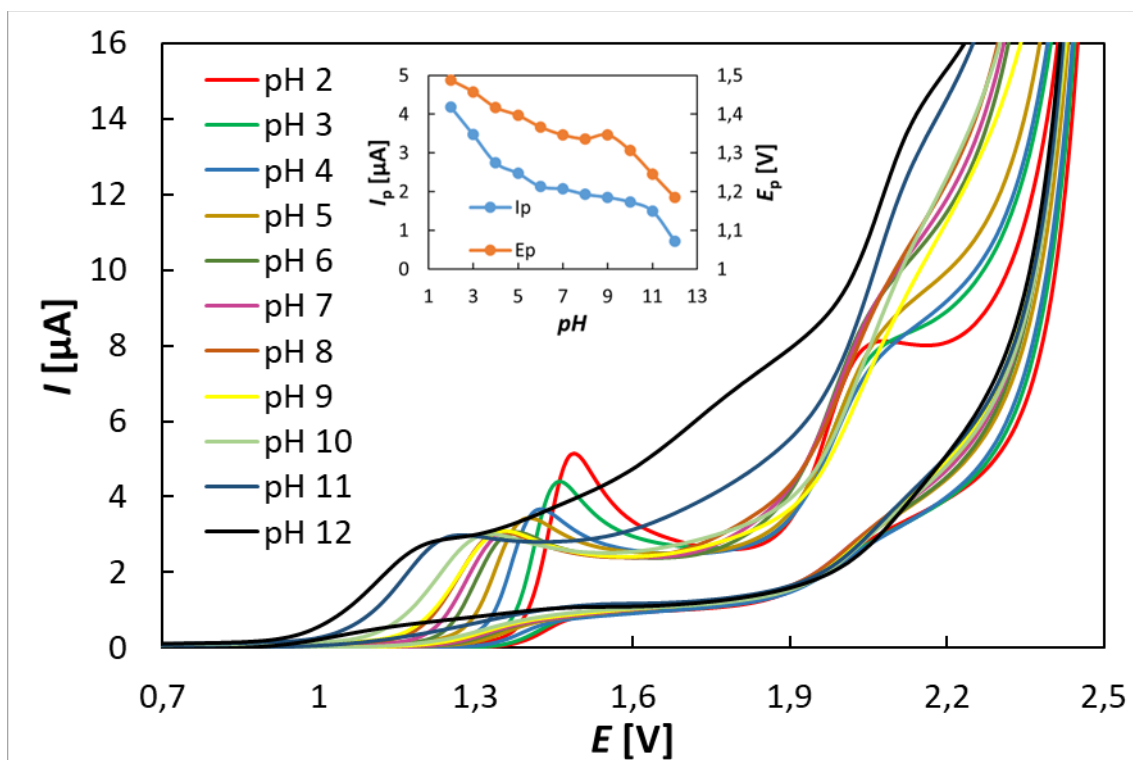 16
14
12
10
8
6
4
2
0
I [µA]
pH 2
pH 3
pH 4
pH 5
pH 6
pH 7
pH 8
pH 9
pH 10
pH 11
pH 12
5
4
3
2
1
0
Ip [µA]
Ip
Ep
1,5
1,4
1,3
1,2
1,1
1
Ep [V]
1 3 5 7 9 11 13
pH
0,7 1 1,3 1,6 1,9 2,2 2,5
E [V]